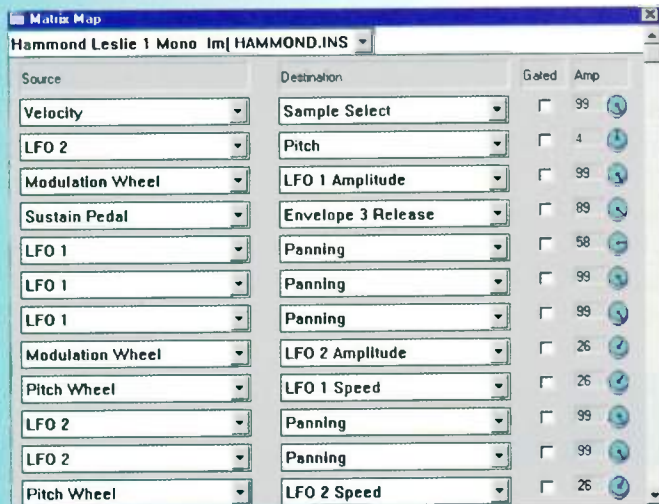 Matrix Map
Hammond Leslie 1 Mono Im[ HAMMOND.INS
Source Destination Gated Amp
Velocity Sample Select 99
LFO 2 Pitch 4
Modulation Wheel LFO 1 Amplitude 99
Sustain Pedal Envelope 3 Release 89
LFO 1 Panning 58
LFO 1 Panning 99
LFO 1 Panning 99
Modulation Wheel LFO 2 Amplitude 26
Pitch Wheel LFO 1 Speed 26
LFO 2 Panning 99
LFO 2 Panning 99
Pitch Wheel LFO 2 Speed 26